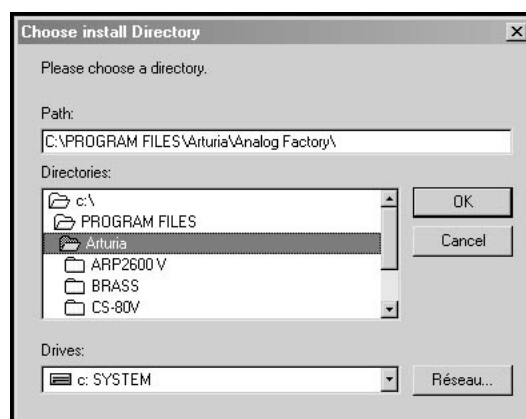 Choose install Directory
Please choose a directory.
Path:
C:\PROGRAM FILES\Arturia\Analog Factory\
Directories:
c:\
PROGRAM FILES
Arturia
ARP2600 V
BRASS
CS-80V
OK
Cancel
Drives:
c: SYSTEM
Réseau...